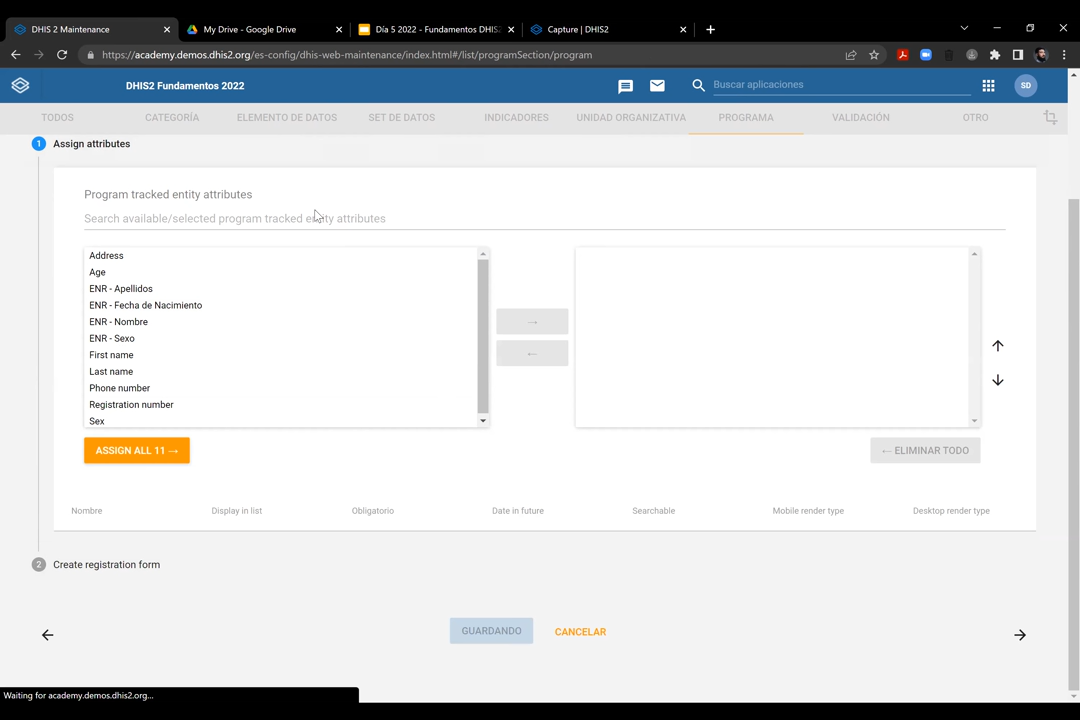 DHIS 2 Maintenance
My Drive - Google Drive
Día 5 2022 - Fundamentos DHIS2
Capture | DHIS2
https://academy.demos.dhis2.org/es-config/dhis-web-maintenance/index.html#/list/programSection/program
DHIS2 Fundamentos 2022
Buscar aplicaciones
SD
TODOS
CATEGORÍA
ELEMENTO DE DATOS
SET DE DATOS
INDICADORES
UNIDAD ORGANIZATIVA
PROGRAMA
VALIDACIÓN
OTRO
1 Assign attributes
Program tracked entity attributes
Search available/selected program tracked entity attributes
Address
Age
ENR - Apellidos
ENR - Fecha de Nacimiento
ENR - Nombre
ENR - Sexo
First name
Last name
Phone number
Registration number
Sex
→
←
↑
↓
ASSIGN ALL 11 →
← ELIMINAR TODO
Nombre
Display in list
Obligatorio
Date in future
Searchable
Mobile render type
Desktop render type
2 Create registration form
←
GUARDANDO
CANCELAR
→
Waiting for academy.demos.dhis2.org...